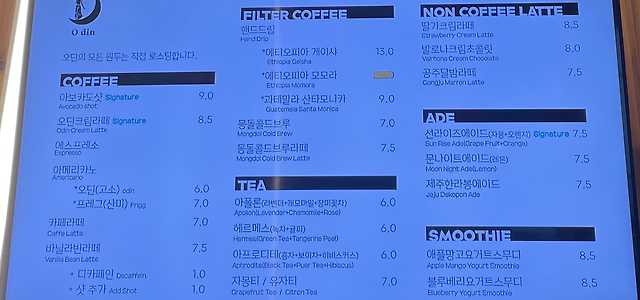 O din
오딘의 모든 원두는 직접 로스팅합니다.
COFFEE
아보카도샷 Signature 9,0
Avocado shot
오딘크림라떼 Signature 8,5
Odin Cream Latte
에스프레소
Espresso
아메리카노
Americano
*오딘(고소) odin 6,0
*프레그(산미) Frigg 7,0
카페라떼 7,0
Caffe Latte
바닐라빈라떼 7,5
Vanilla Bean Latte
* 디카페인 Decaffein 1,0
* 샷 추가 Add Shot 1,0
FILTER COFFEE
핸드드립
Hand Drip
*에티오피아 게이샤 13,0
Ethiopia Geisha
*에티오피아 모모라
Ethiopia Momora
*과테말라 산타모니카 9,0
Guatemala Santa Monica
몽돌콜드브루 7,0
Mongdol Cold Brew
몽돌콜드브루라떼 7,5
Mongdol Cold Brew Latte
TEA
아폴론(라벤더+캐모마일+장미꽃차) 6,0
Apollon(Lavender+Chamomile+Rose)
헤르메스(녹차+귤피) 6,0
Hermes(Green Tea+Tangerine Peel)
아프로디테(홍차+보이차+히비스커스) 6,0
Aphrodite(Black Tea+Puer Tea+Hibiscus)
자몽티 / 유자티 7,0
Grapefruit Tea / Citron Tea
NON COFFEE LATTE
딸기크림라떼 8,5
Strawberry Cream Latte
발로나크림초콜릿 8,0
Valrhona Cream Chocolate
공주달밤라떼 7,5
Gongju Marron Latte
ADE
선라이즈에이드(자몽+오렌지) Signature 7,5
Sun Rise Ade(Grape Fruit+Orange)
문나이트에이드(레몬) 7,5
Moon Night Ade(Lemon)
제주한라봉에이드 7,5
Jeju Dekopon Ade
SMOOTHIE
애플망고요거트스무디 8,5
Apple Mango Yogurt Smoothie
블루베리요거트스무디 8,5
Blueberry Yogurt Smoothie